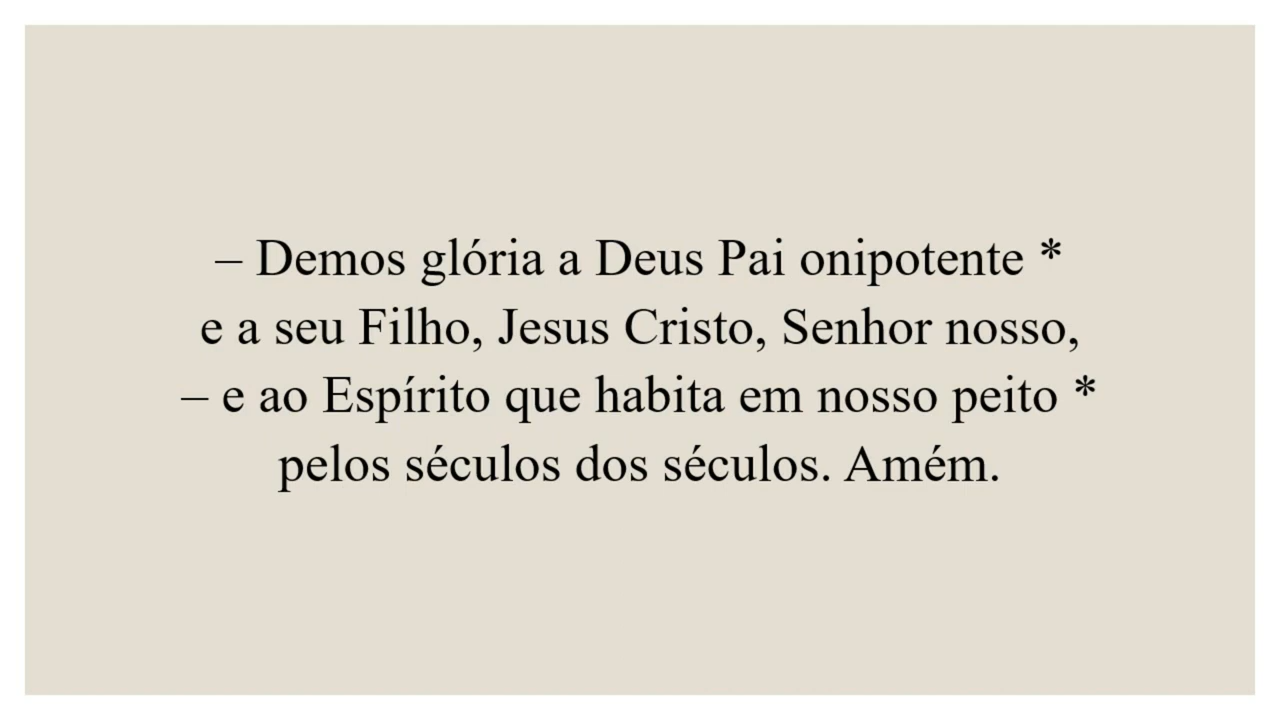 – Demos glória a Deus Pai onipotente *
e a seu Filho, Jesus Cristo, Senhor nosso,
– e ao Espírito que habita em nosso peito *
pelos séculos dos séculos. Amém.